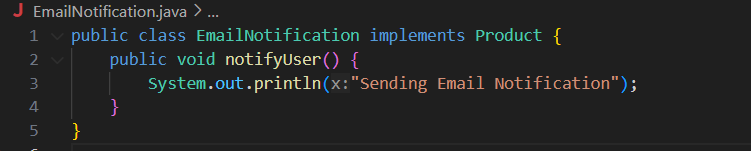 J EmailNotification.java > ...
1 public class EmailNotification implements Product {
2 public void notifyUser() {
3 System.out.println(x:"Sending Email Notification");
4 }
5 }